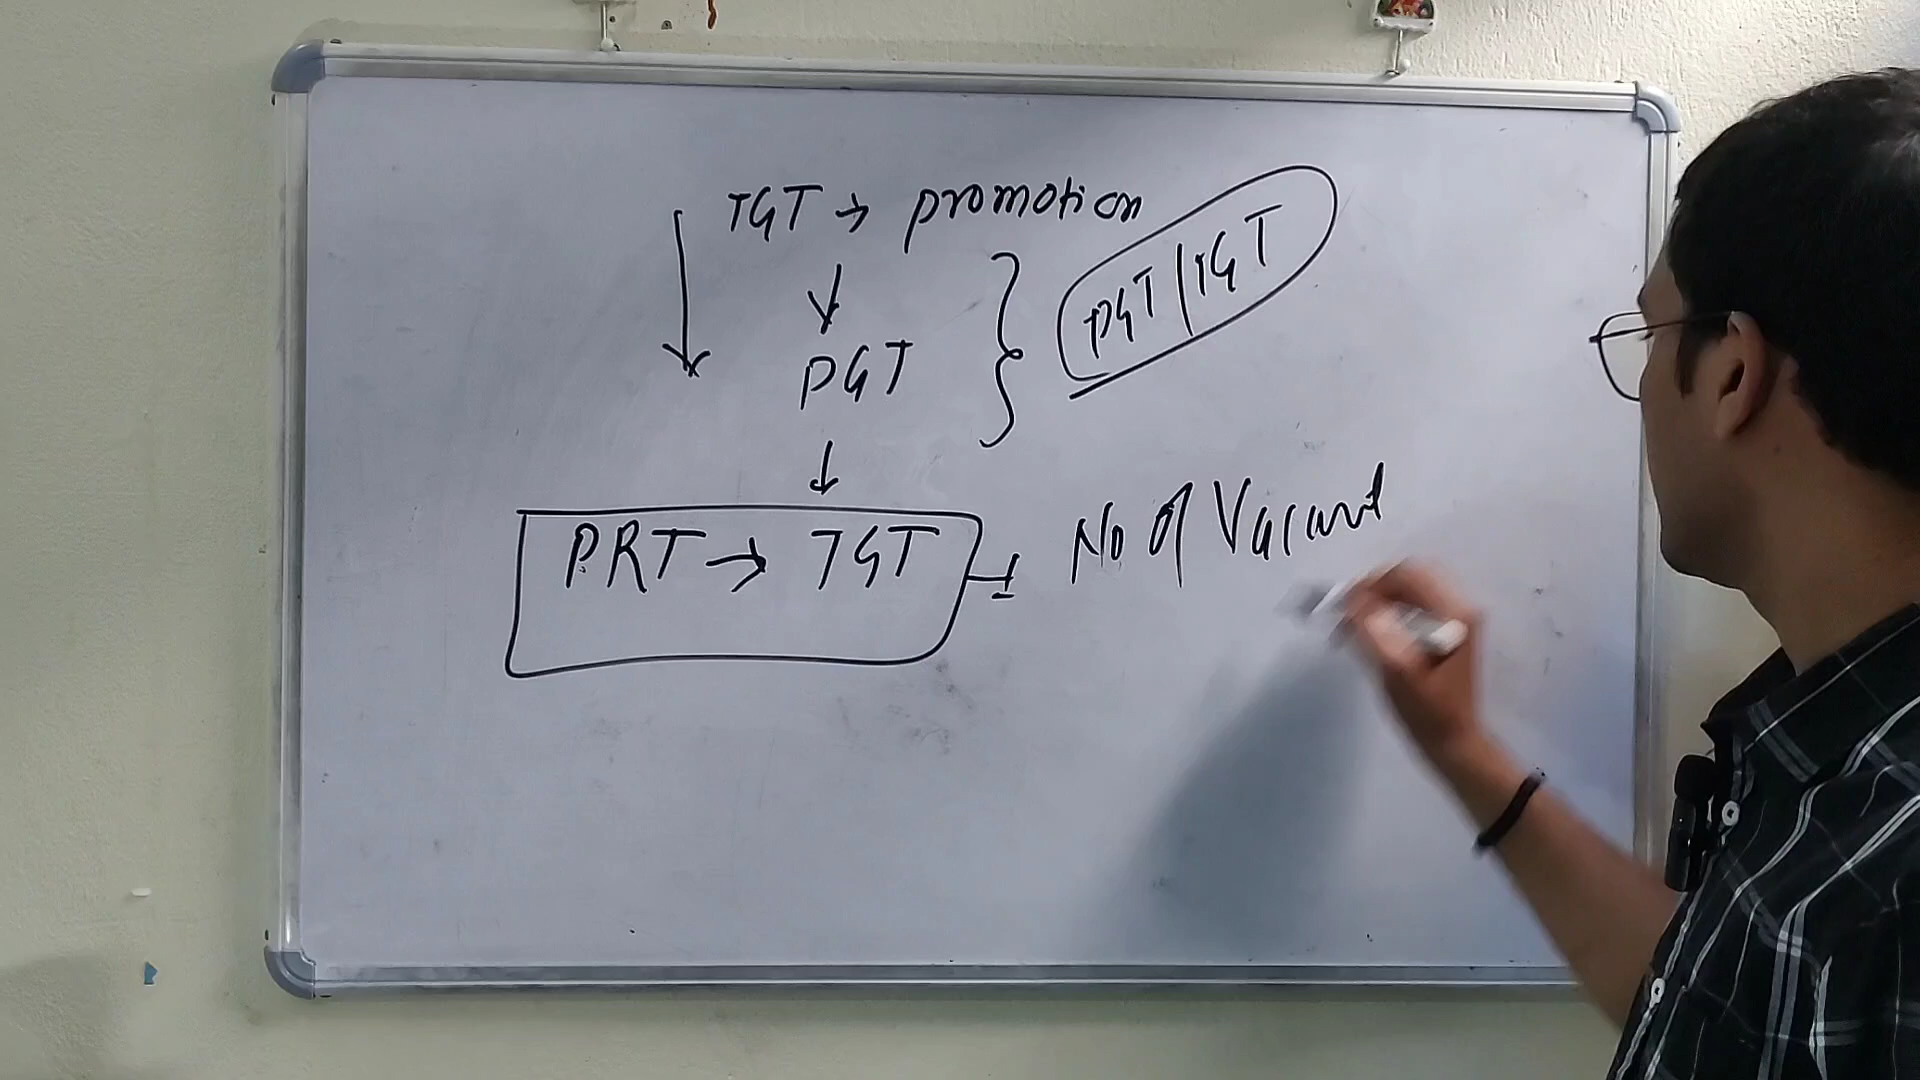 TGT → promotion
↓
PGT
PGT | TGT
↓
PRT → TGT
No of Vacant